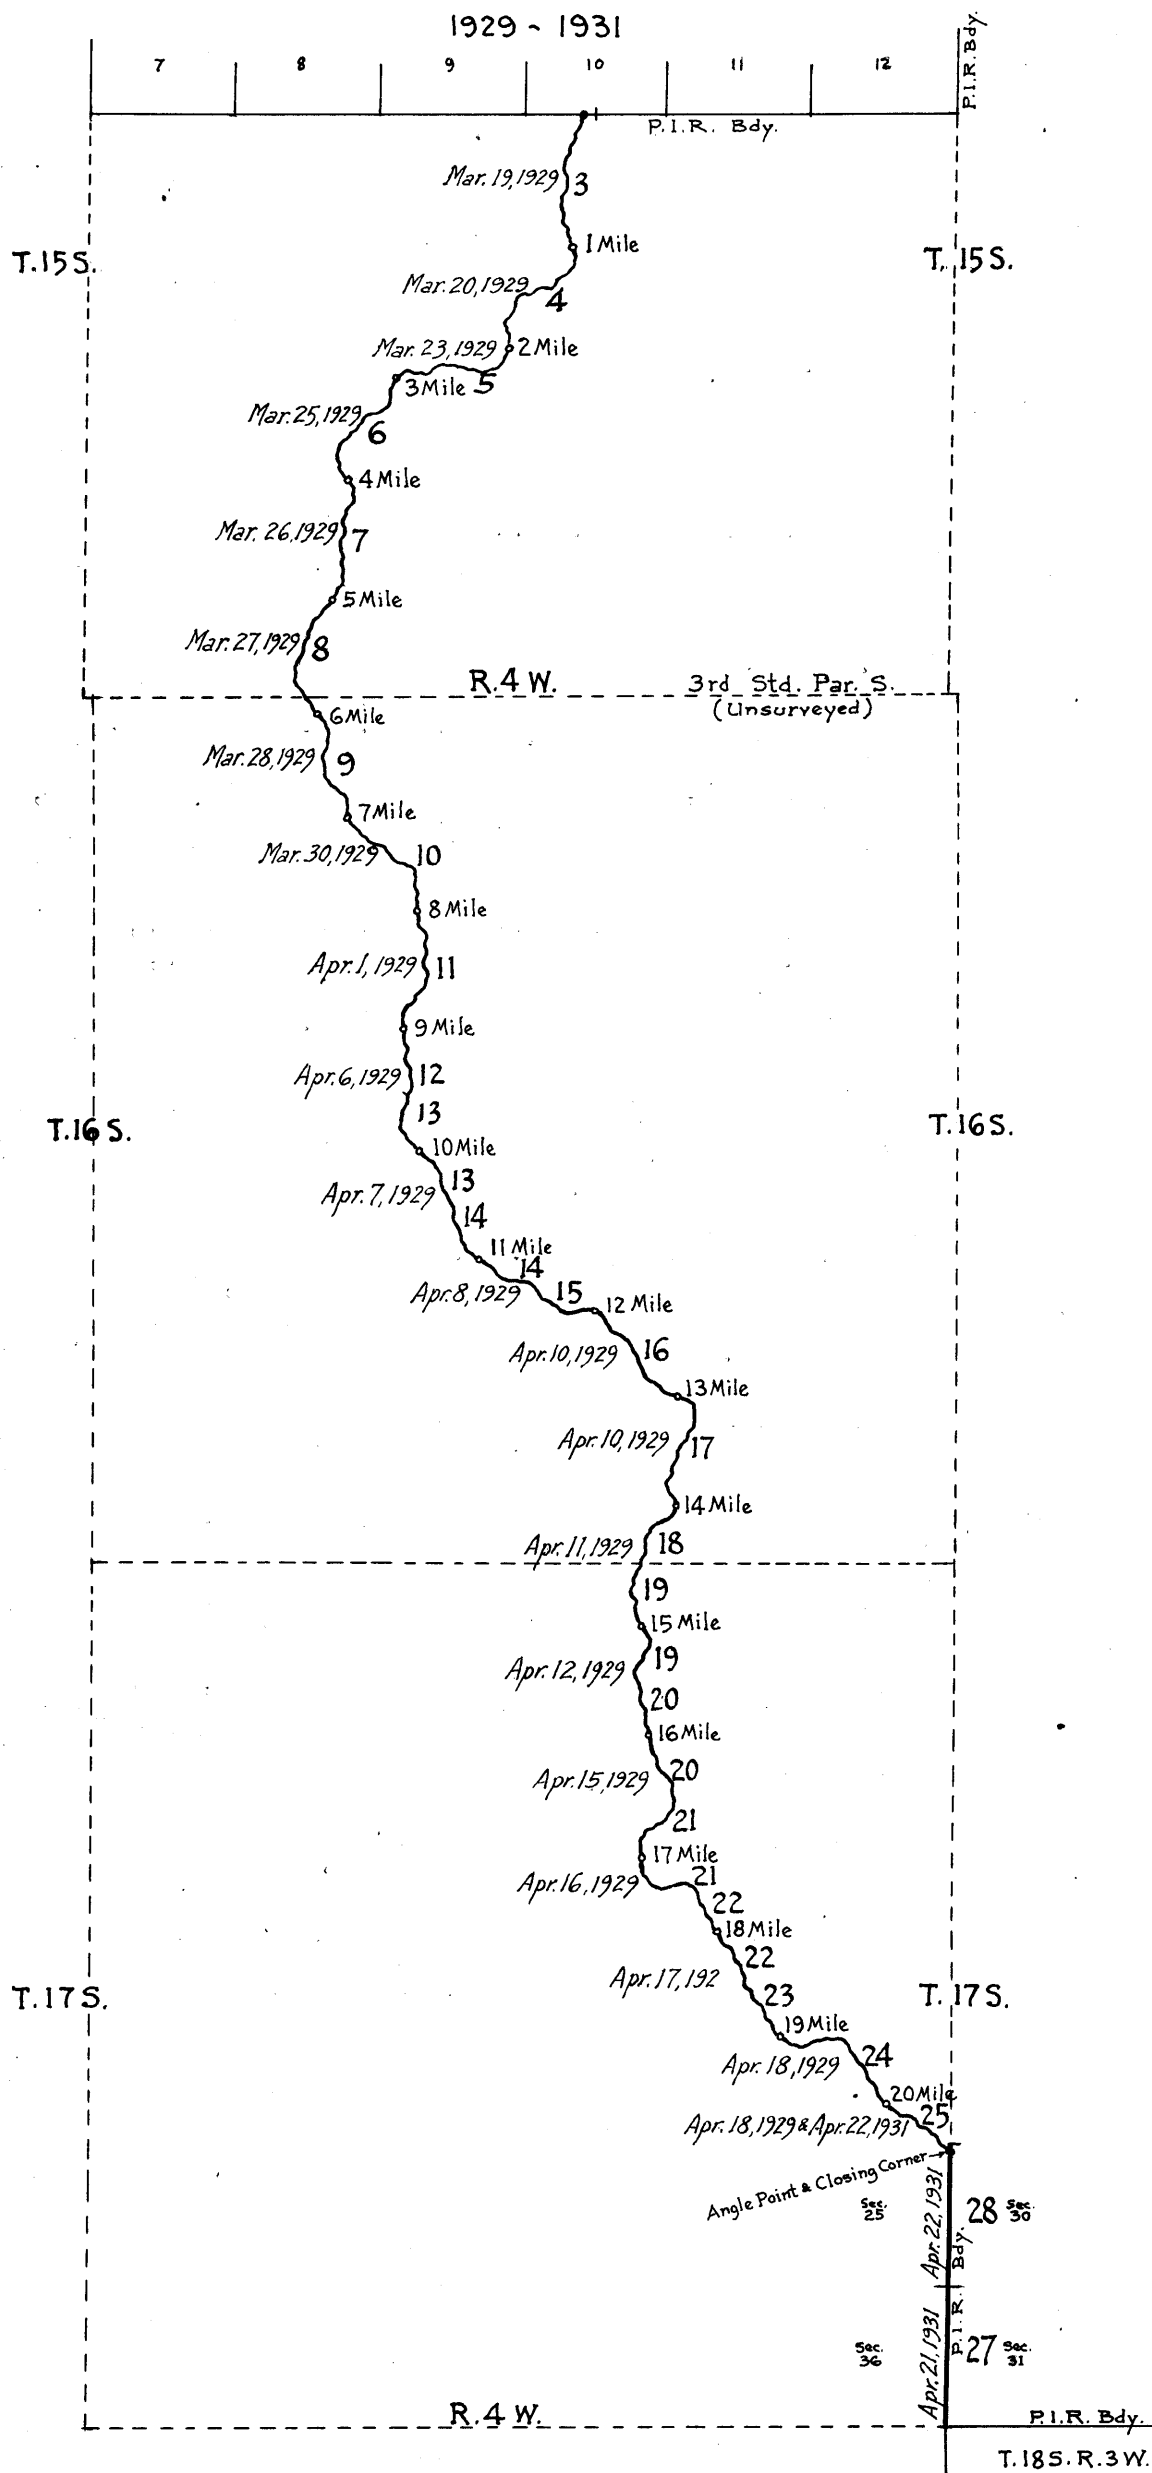 1929 - 1931
7 8 9 10 11 12
P.I.R. Bdy.
P.I.R. Bdy.
Mar. 19, 1929 3
1 Mile
T. 15 S. T. 15 S.
Mar. 20, 1929 4
Mar. 23, 1929 2 Mile
3 Mile 5
Mar. 25, 1929 6
4 Mile
Mar. 26, 1929 7
5 Mile
Mar. 27, 1929 8
R. 4 W. 3rd Std. Par. S.
(Unsurveyed)
6 Mile
Mar. 28, 1929 9
7 Mile
Mar. 30, 1929 10
8 Mile
Apr. 1, 1929 11
9 Mile
Apr. 6, 1929 12
13
T. 16 S. T. 16 S.
10 Mile
13
Apr. 7, 1929
14
11 Mile
14
Apr. 8, 1929 15
12 Mile
Apr. 10, 1929 16
13 Mile
Apr. 10, 1929 17
14 Mile
Apr. 11, 1929 18
19
15 Mile
19
Apr. 12, 1929
20
16 Mile
20
Apr. 15, 1929
21
17 Mile
21
Apr. 16, 1929
22
18 Mile
22
Apr. 17, 192
23
T. 17 S. T. 17 S.
19 Mile
24
Apr. 18, 1929
20 Mile
25
Apr. 18, 1929 & Apr. 22, 1931
Angle Point & Closing Corner
Sec. 25
Apr. 22, 1931
28 Sec. 30
P.I.R. Bdy.
Sec. 36
Apr. 21, 1931
27 Sec. 31
R. 4 W.
P.I.R. Bdy.
T. 18 S. R. 3 W.